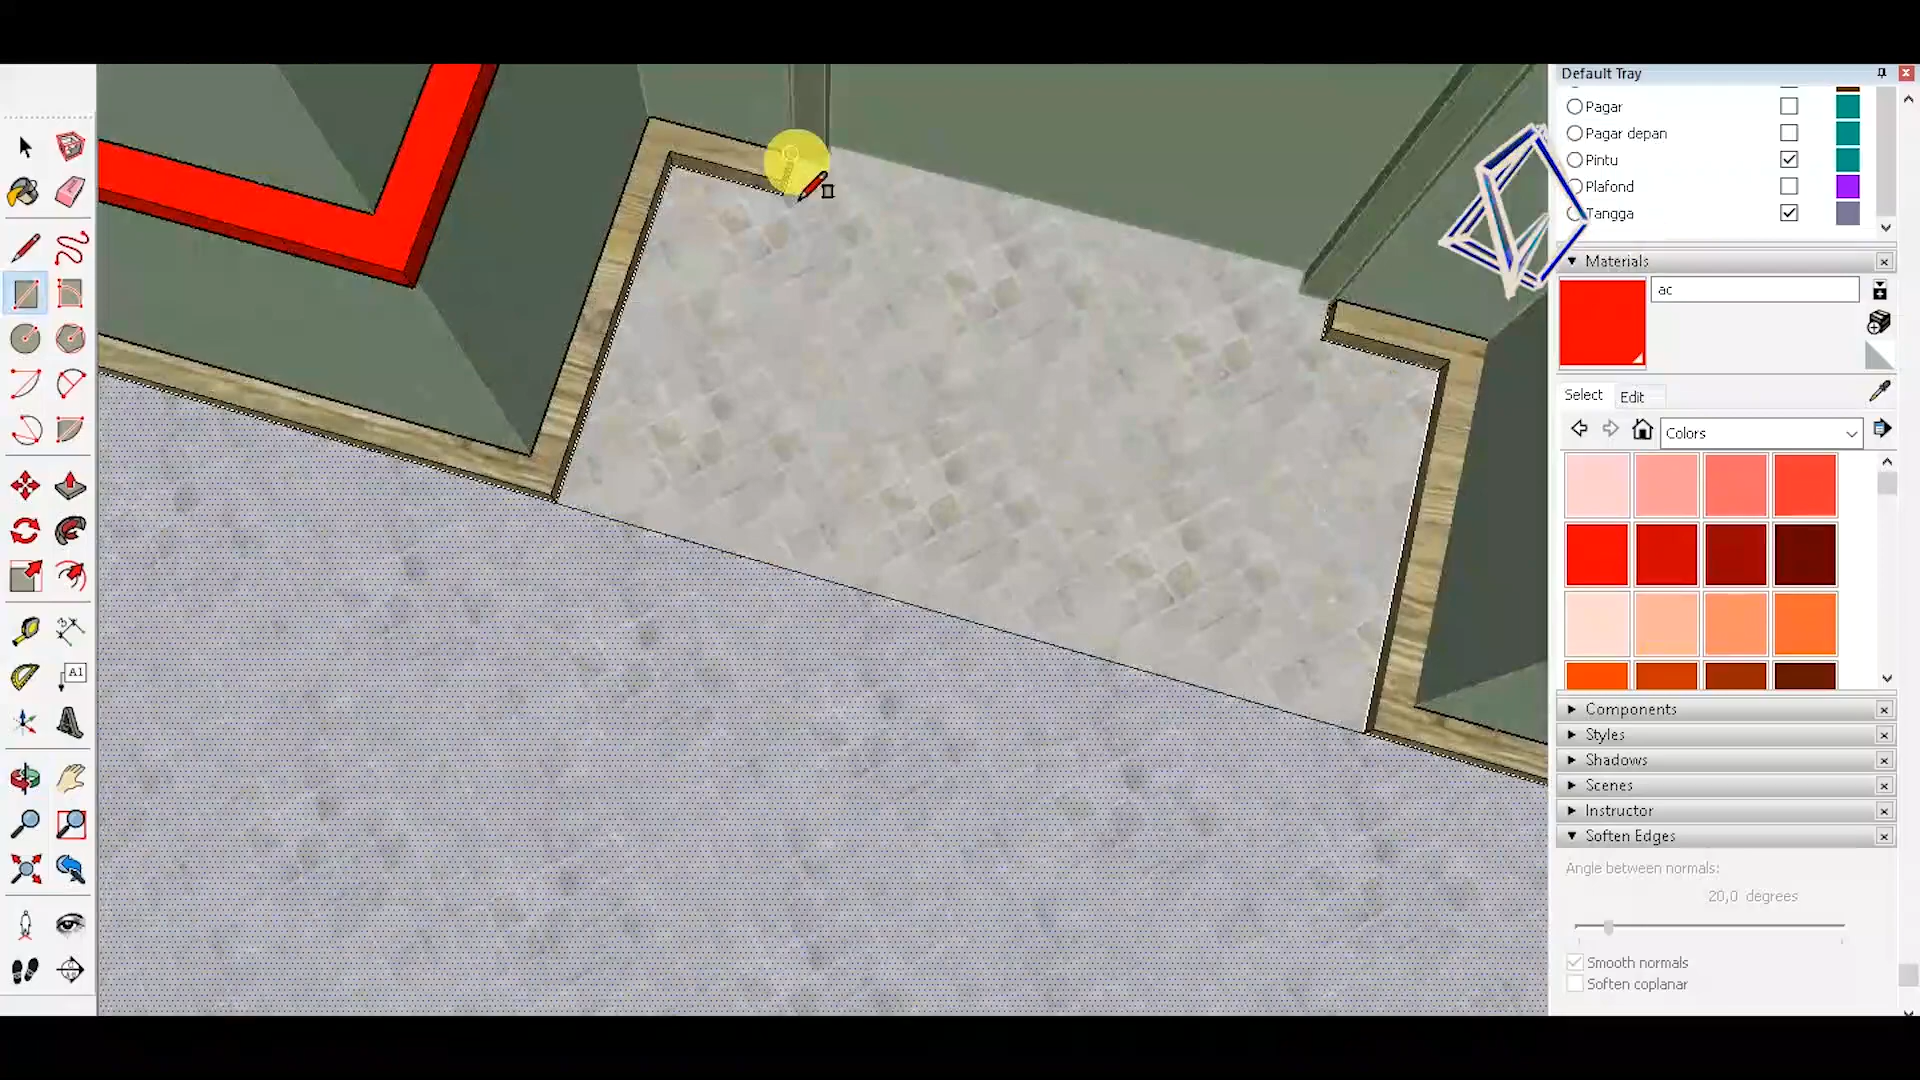 Default Tray
Pagar
Pagar depan
Pintu
Plafond
Tangga
Materials
ac
Select
Edit
Colors
A1
Components
Styles
Shadows
Scenes
Instructor
Soften Edges
Angle between normals:
20,0 degrees
Smooth normals
Soften coplanar